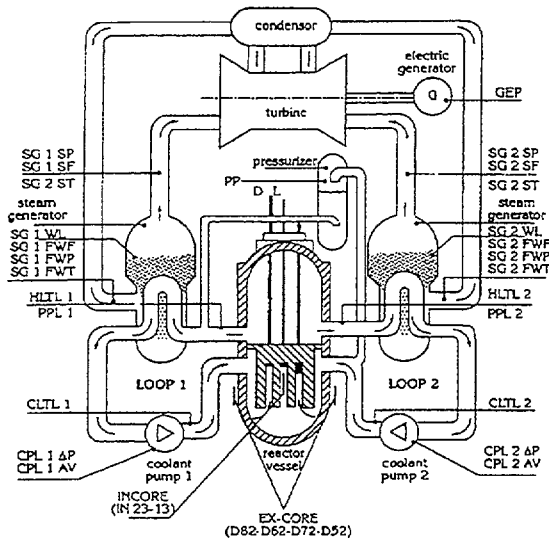 condensor
electric
generator
G
GEP
turbine
SG 1 SP
SG 1 SF
SG 2 ST
pressurizer
PP
D L
SG 2 SP
SG 2 SF
SG 2 ST
steam
generator
SG 1 WL
SG 1 FWF
SG 1 FWP
SG 1 FWT
steam
generator
SG 2 WL
SG 2 FWF
SG 2 FWP
SG 2 FWT
HLTL 1
PPL 1
HLTL 2
PPL 2
LOOP 1
LOOP 2
CLTL 1
CLTL 2
CPL 1 ΔP
CPL 1 AV
coolant
pump 1
reactor
vessel
coolant
pump 2
CPL 2 ΔP
CPL 2 AV
INCORE
(IN 23-13)
EX-CORE
(D82-D62-D72-D52)